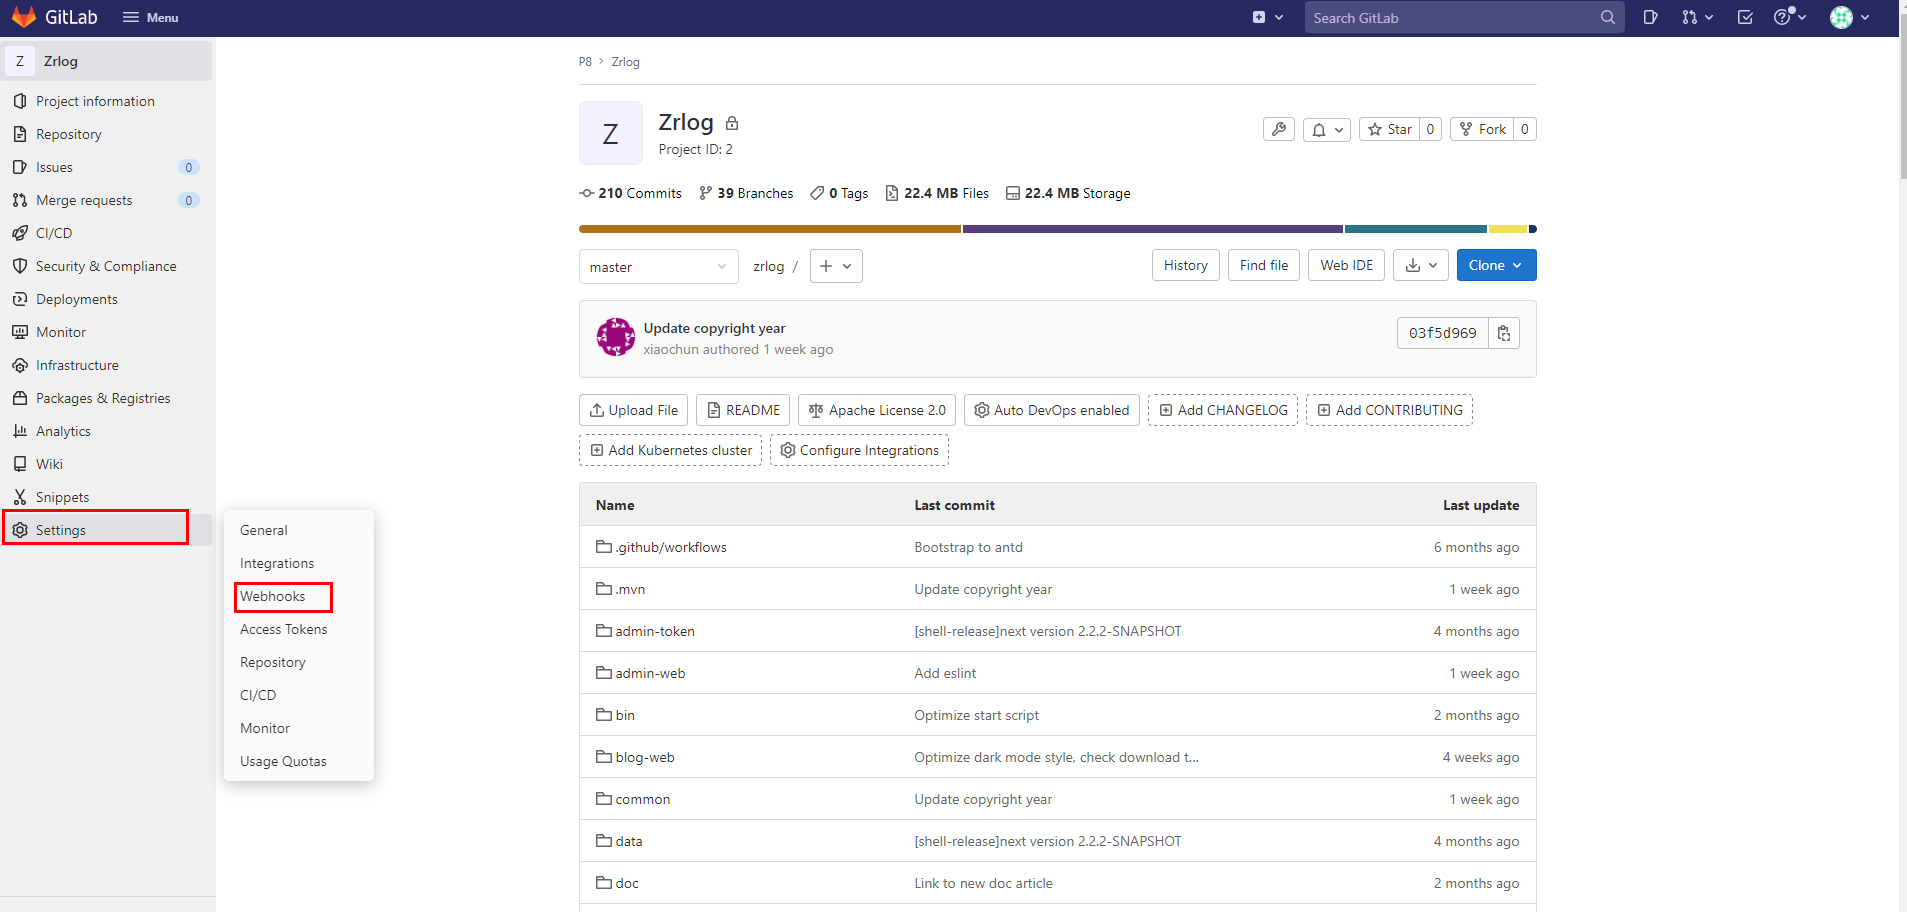 GitLab Menu Search GitLab
Z Zrlog
Project information
Repository
Issues 0
Merge requests 0
CI/CD
Security & Compliance
Deployments
Monitor
Infrastructure
Packages & Registries
Analytics
Wiki
Snippets
Settings
General
Integrations
Webhooks
Access Tokens
Repository
CI/CD
Monitor
Usage Quotas
P8 > Zrlog
Z
Zrlog
Project ID: 2
Star 0 Fork 0
210 Commits 39 Branches 0 Tags 22.4 MB Files 22.4 MB Storage
master zrlog / + History Find file Web IDE Clone
Update copyright year
xiaochun authored 1 week ago
03f5d969
Upload File README Apache License 2.0 Auto DevOps enabled Add CHANGELOG Add CONTRIBUTING
Add Kubernetes cluster Configure Integrations
Name Last commit Last update
.github/workflows Bootstrap to antd 6 months ago
.mvn Update copyright year 1 week ago
admin-token [shell-release]next version 2.2.2-SNAPSHOT 4 months ago
admin-web Add eslint 1 week ago
bin Optimize start script 2 months ago
blog-web Optimize dark mode style, check download t... 4 weeks ago
common Update copyright year 1 week ago
data [shell-release]next version 2.2.2-SNAPSHOT 4 months ago
doc Link to new doc article 2 months ago